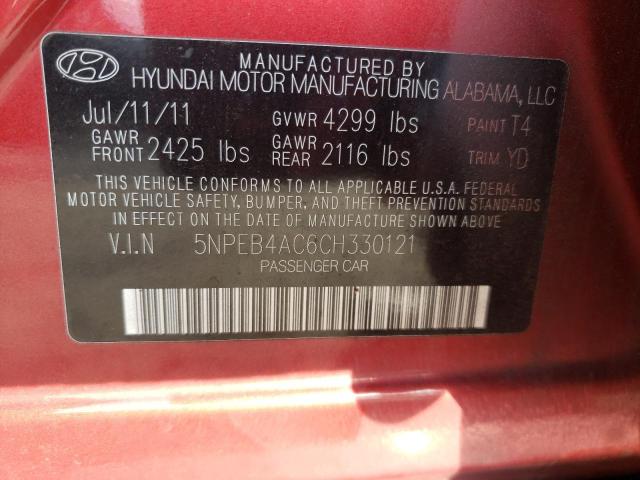 MANUFACTURED BY
HYUNDAI MOTOR MANUFACTURING ALABAMA, LLC
Jul/11/11 GVWR 4299 lbs PAINT T4
GAWR FRONT 2425 lbs GAWR REAR 2116 lbs TRIM YD
THIS VEHICLE CONFORMS TO ALL APPLICABLE U.S.A. FEDERAL
MOTOR VEHICLE SAFETY, BUMPER, AND THEFT PREVENTION STANDARDS
IN EFFECT ON THE DATE OF MANUFACTURE SHOWN ABOVE
V.I.N 5NPEB4AC6CH330121
PASSENGER CAR